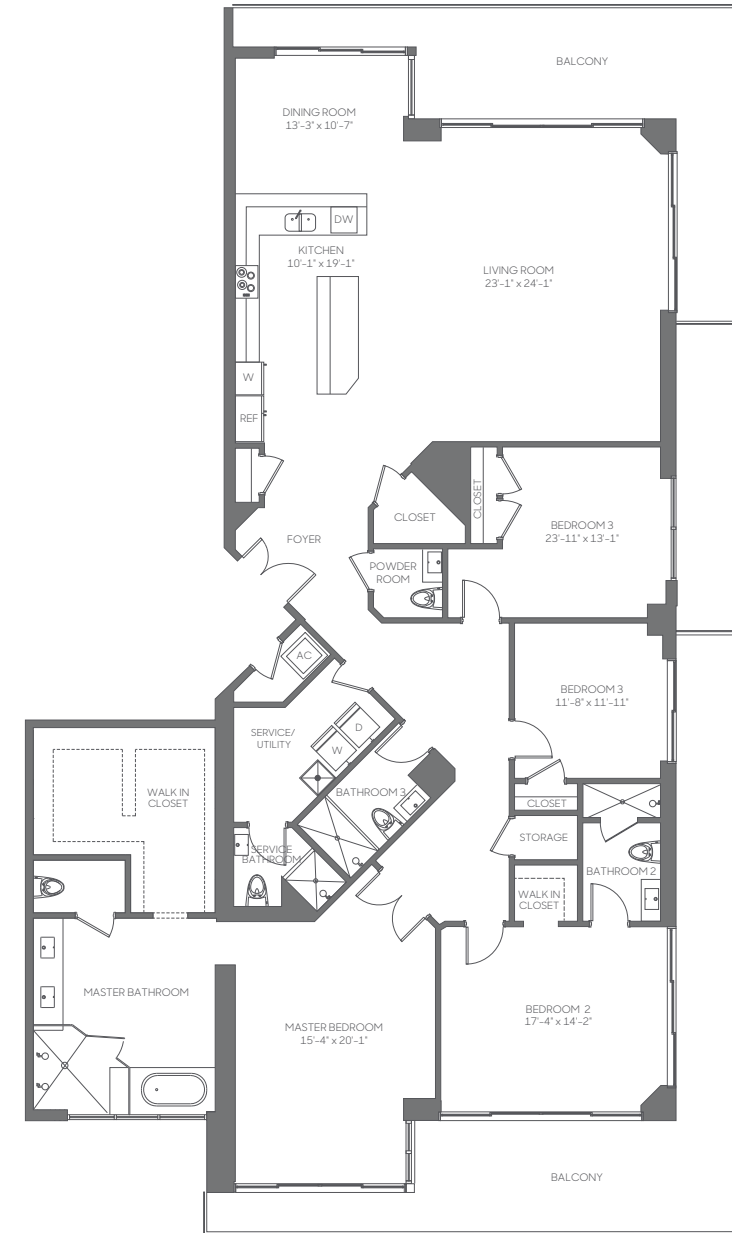 BALCONY
DINING ROOM
13'-3" x 10'-7"
DW
KITCHEN
10'-1" x 19'-1"
LIVING ROOM
23'-1" x 24'-1"
W
REF
CLOSET
CLOSET
BEDROOM 3
23'-11" x 13'-1"
FOYER
POWDER
ROOM
AC
BEDROOM 3
11'-8" x 11'-11"
SERVICE/
UTILITY
D
W
WALK IN
CLOSET
BATHROOM 3
CLOSET
STORAGE
SERVICE
BATHROOM
BATHROOM 2
WALK IN
CLOSET
MASTER BATHROOM
BEDROOM 2
17'-4" x 14'-2"
MASTER BEDROOM
15'-4" x 20'-1"
BALCONY